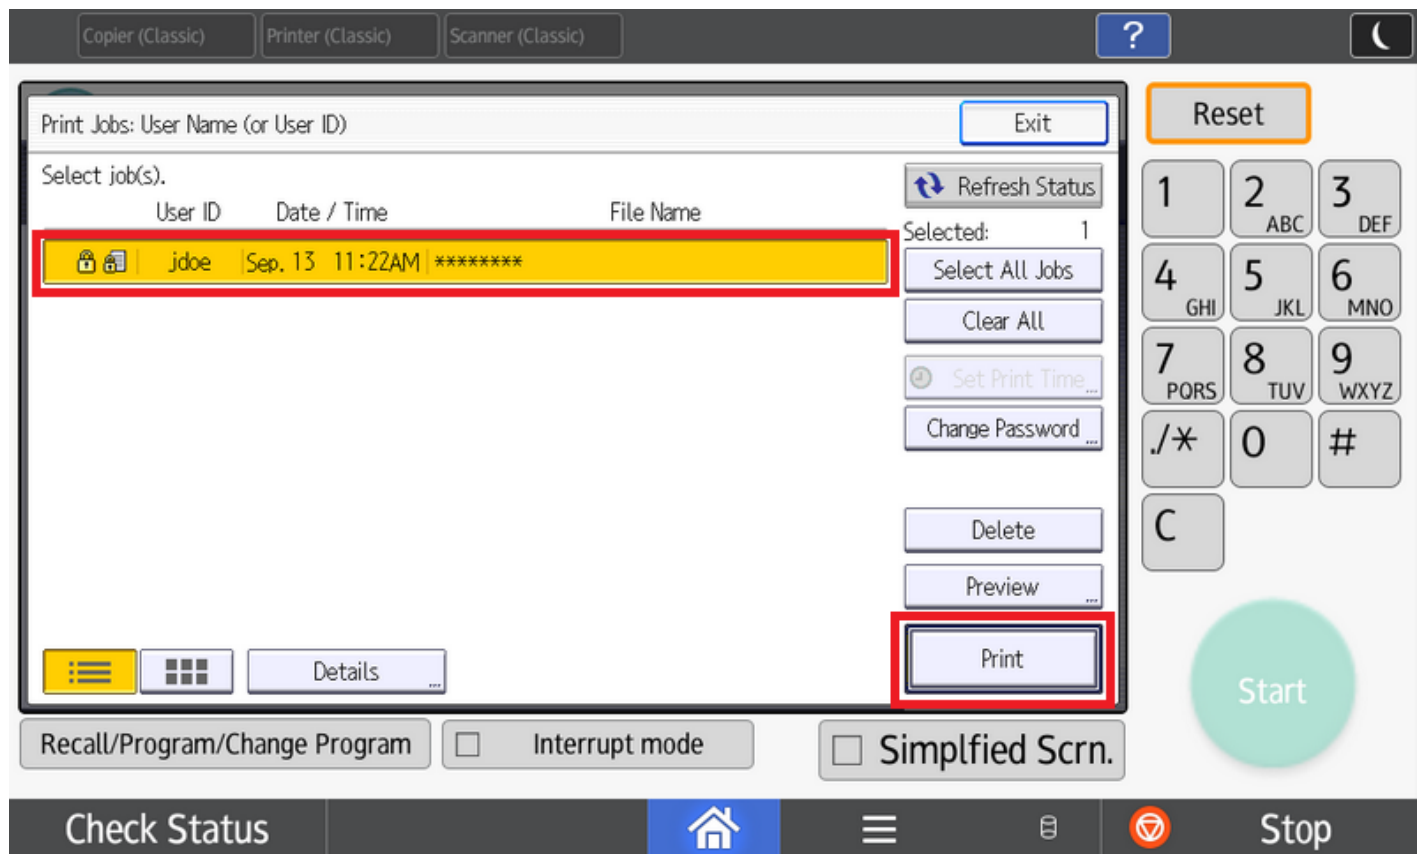 Copier (Classic)
Printer (Classic)
Scanner (Classic)
?
Print Jobs: User Name (or User ID)
Exit
Reset
Select job(s).
Refresh Status
User ID
Date / Time
File Name
Selected: 1
jdoe
Sep. 13 11:22AM
********
Select All Jobs
Clear All
Set Print Time...
Change Password...
Delete
Preview...
Print
Details...
1
2 ABC
3 DEF
4 GHI
5 JKL
6 MNO
7 PQRS
8 TUV
9 WXYZ
./*
0
#
C
Start
Recall/Program/Change Program
Interrupt mode
Simplfied Scrn.
Check Status
Stop